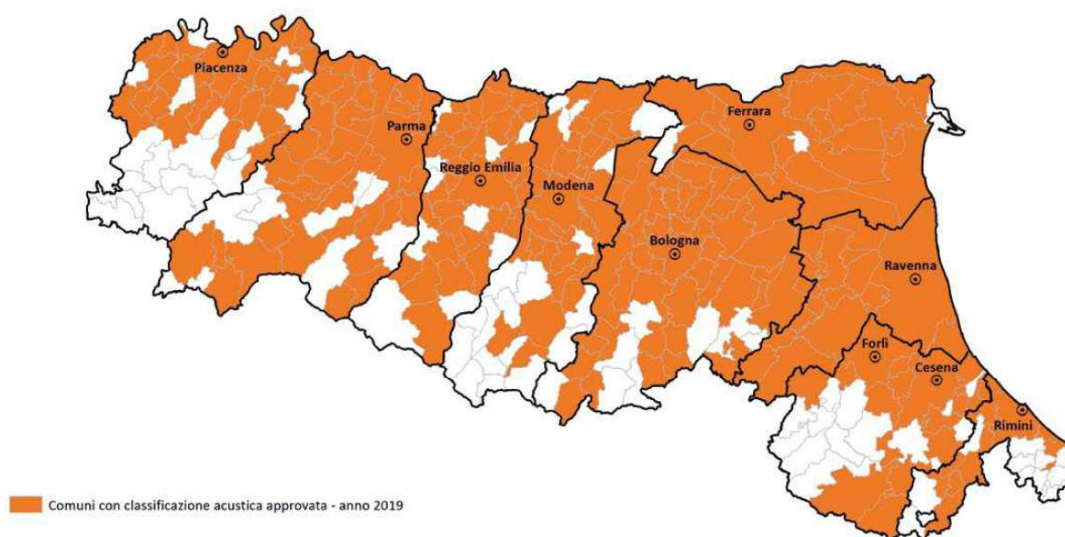 Piacenza
Parma
Ferrara
Reggio Emilia
Modena
Bologna
Ravenna
Forlì
Cesena
Rimini
Comuni con classificazione acustica approvata - anno 2019